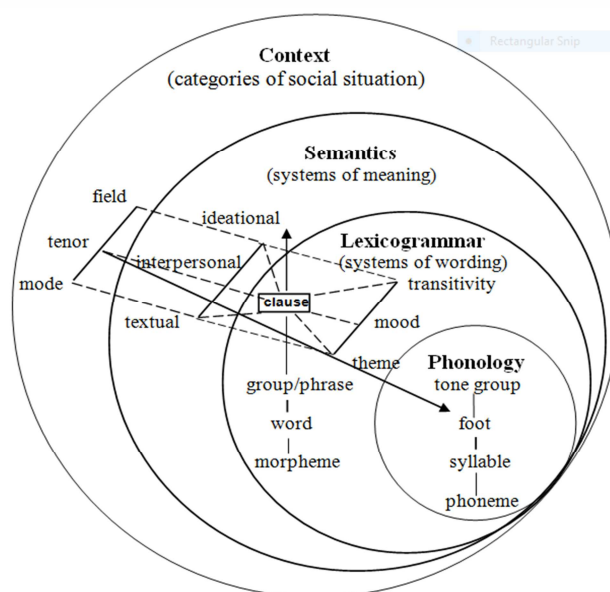 Rectangular Snip
Context
(categories of social situation)
Semantics
(systems of meaning)
field
ideational
tenor
Lexicogrammar
interpersonal
(systems of wording)
mode
transitivity
clause
textual
mood
theme
Phonology
group/phrase
tone group
word
foot
morpheme
syllable
phoneme